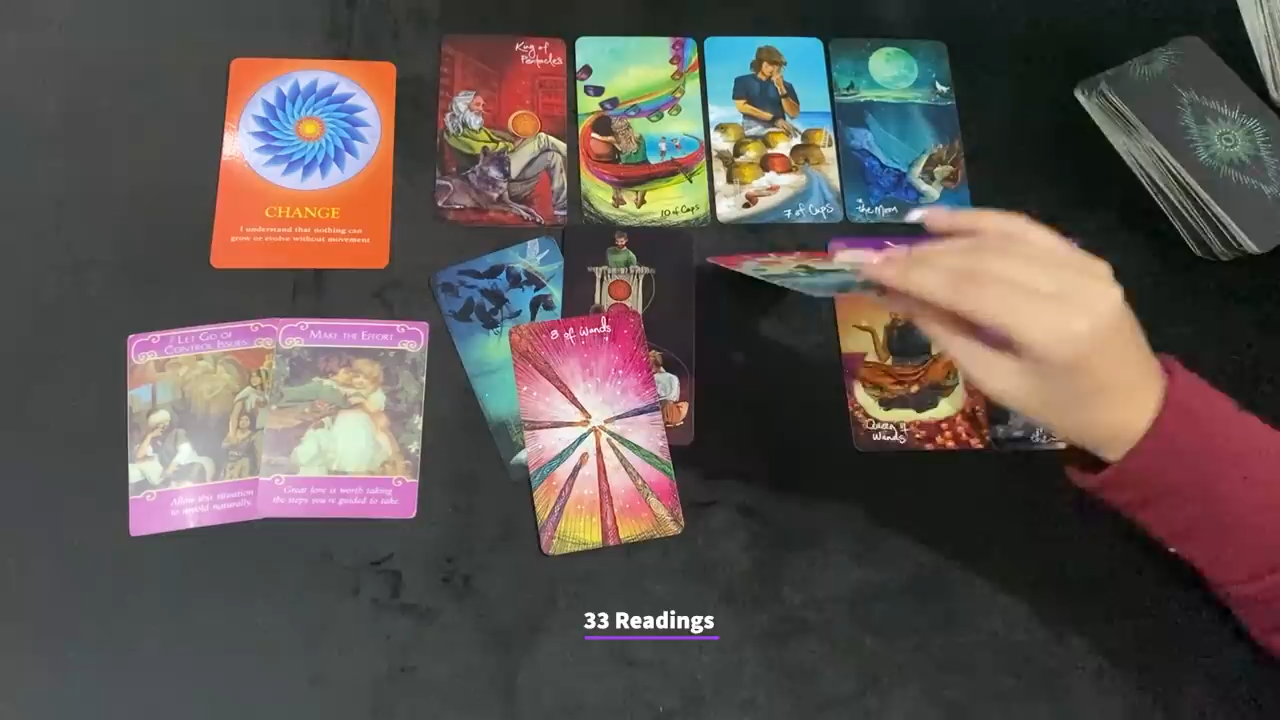 CHANGE
I understand that nothing can
grow or evolve without movement
King of
Pentacles
10 of Cups
7 of Cups
the Moon
LET GO OF
CONTROL ISSUES
Allow this situation
to unfold naturally.
MAKE THE EFFORT
Great love is worth taking
the steps you're guided to take.
8 of Wands
Queen of
Wands
33 Readings